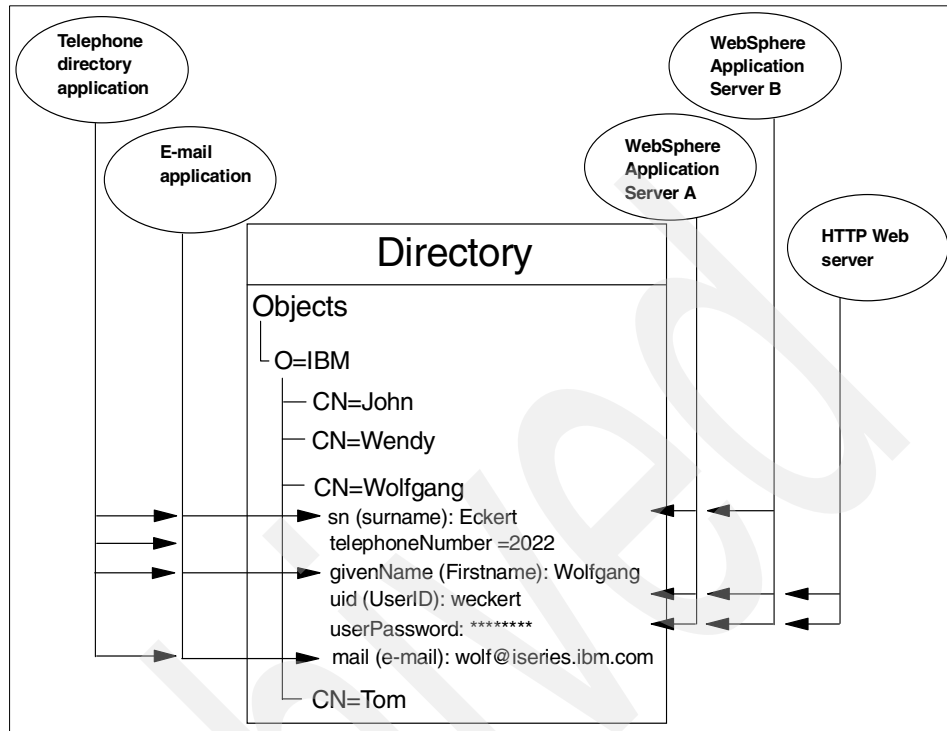 Telephone
directory
application
E-mail
application
WebSphere
Application
Server B
WebSphere
Application
Server A
HTTP Web
server
Directory
Objects
O=IBM
CN=John
CN=Wendy
CN=Wolfgang
sn (surname): Eckert
telephoneNumber =2022
givenName (Firstname): Wolfgang
uid (UserID): weckert
userPassword: ********
mail (e-mail): wolf@iseries.ibm.com
CN=Tom